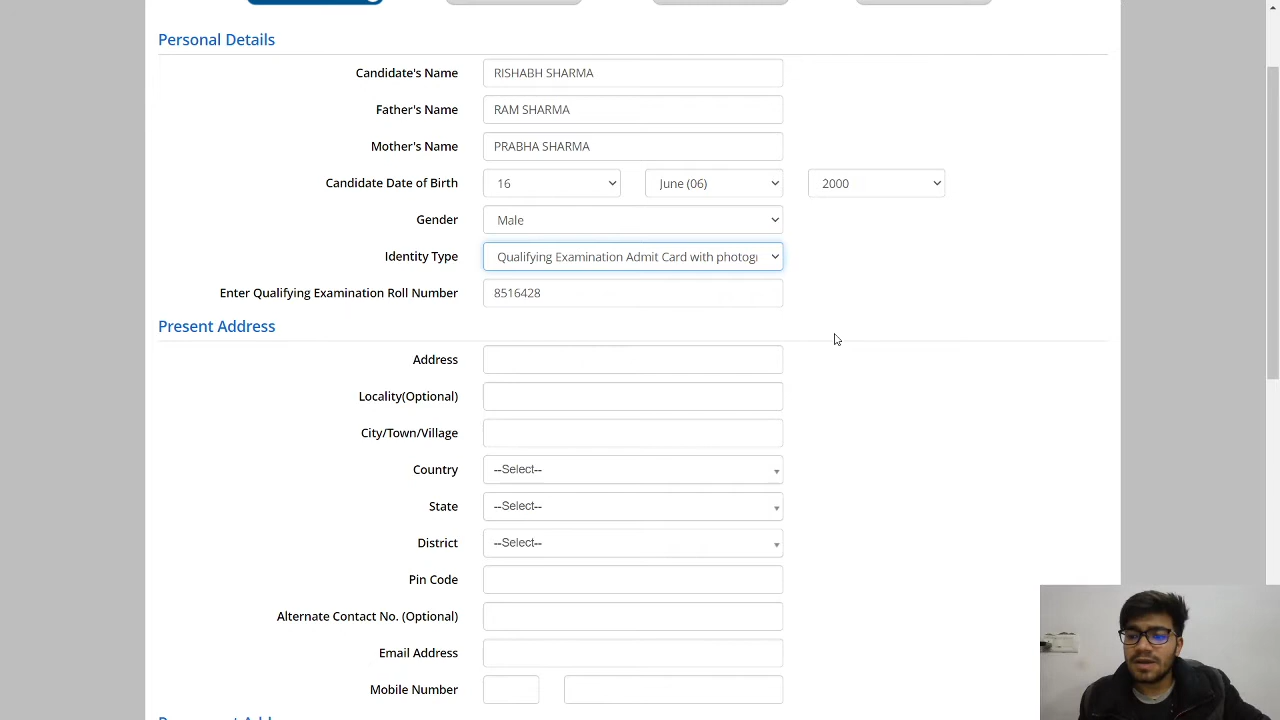 Personal Details
Candidate's Name RISHABH SHARMA
Father's Name RAM SHARMA
Mother's Name PRABHA SHARMA
Candidate Date of Birth 16 June (06) 2000
Gender Male
Identity Type Qualifying Examination Admit Card with photog
Enter Qualifying Examination Roll Number 8516428
Present Address
Address
Locality(Optional)
City/Town/Village
Country --Select--
State --Select--
District --Select--
Pin Code
Alternate Contact No. (Optional)
Email Address
Mobile Number